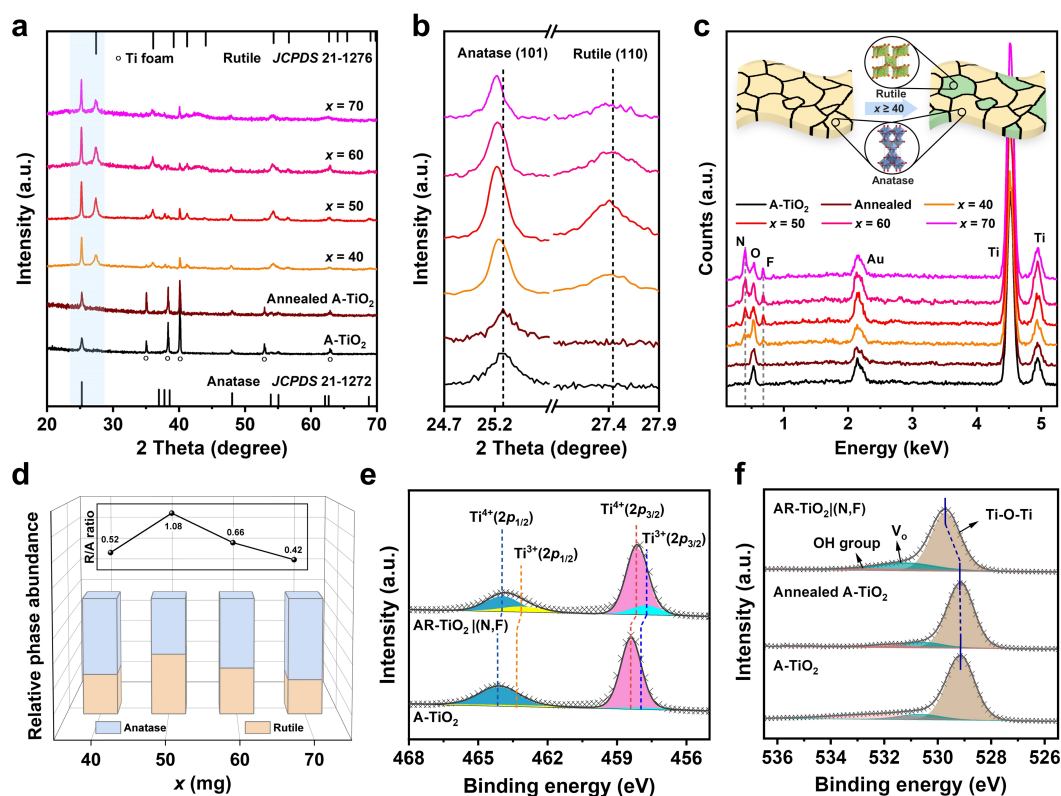 a
Ti foam
Rutile JCPDS 21-1276
x = 70
x = 60
x = 50
x = 40
Annealed A-TiO2
A-TiO2
Anatase JCPDS 21-1272
Intensity (a.u.)
20 30 40 50 60 70
2 Theta (degree)
b
Anatase (101)
Rutile (110)
Intensity (a.u.)
24.7 25.2 27.4 27.9
2 Theta (degree)
c
Rutile
x ≥ 40
Anatase
A-TiO2 Annealed x = 40
x = 50 x = 60 x = 70
N
O
F
Au
Ti
Ti
Counts (a.u.)
1 2 3 4 5
Energy (keV)
d
R/A ratio
0.52
1.08
0.66
0.42
Relative phase abundance
Anatase
Rutile
40 50 60 70
x (mg)
e
Ti4+(2p1/2)
Ti3+(2p1/2)
Ti4+(2p3/2)
Ti3+(2p3/2)
AR-TiO2|(N,F)
A-TiO2
Intensity (a.u.)
468 465 462 459 456
Binding energy (eV)
f
AR-TiO2|(N,F)
Ti-O-Ti
OH group
Vo
Annealed A-TiO2
A-TiO2
Intensity (a.u.)
536 534 532 530 528 526
Binding energy (eV)